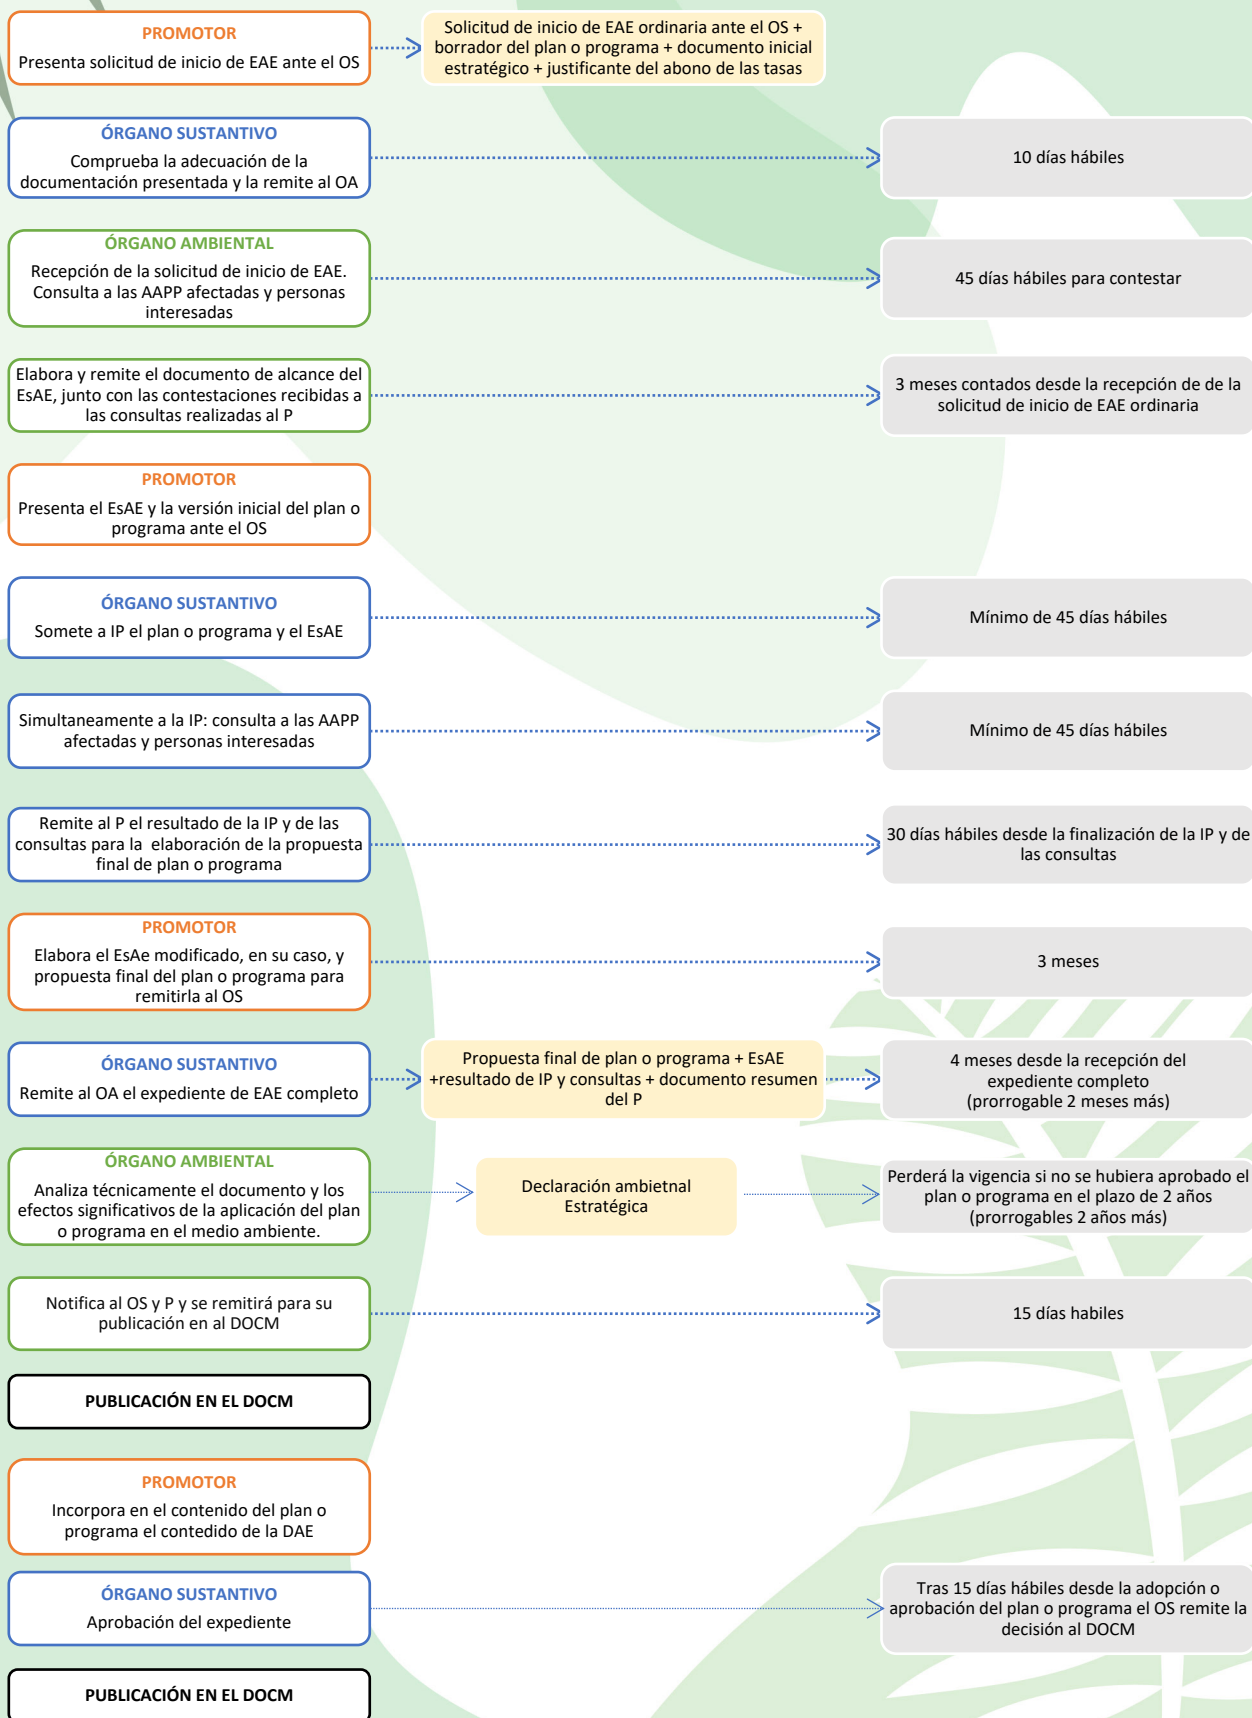 PROMOTOR
Presenta solicitud de inicio de EAE ante el OS
Solicitud de inicio de EAE ordinaria ante el OS +
borrador del plan o programa + documento inicial
estratégico + justificante del abono de las tasas
ÓRGANO SUSTANTIVO
Comprueba la adecuación de la
documentación presentada y la remite al OA
10 días hábiles
ÓRGANO AMBIENTAL
Recepción de la solicitud de inicio de EAE.
Consulta a las AAPP afectadas y personas
interesadas
45 días hábiles para contestar
Elabora y remite el documento de alcance del
EsAE, junto con las contestaciones recibidas a
las consultas realizadas al P
3 meses contados desde la recepción de de la
solicitud de inicio de EAE ordinaria
PROMOTOR
Presenta el EsAE y la versión inicial del plan o
programa ante el OS
ÓRGANO SUSTANTIVO
Somete a IP el plan o programa y el EsAE
Mínimo de 45 días hábiles
Simultaneamente a la IP: consulta a las AAPP
afectadas y personas interesadas
Mínimo de 45 días hábiles
Remite al P el resultado de la IP y de las
consultas para la elaboración de la propuesta
final de plan o programa
30 días hábiles desde la finalización de la IP y de
las consultas
PROMOTOR
Elabora el EsAe modificado, en su caso, y
propuesta final del plan o programa para
remitirla al OS
3 meses
ÓRGANO SUSTANTIVO
Remite al OA el expediente de EAE completo
Propuesta final de plan o programa + EsAE
+resultado de IP y consultas + documento resumen
del P
4 meses desde la recepción del
expediente completo
(prorrogable 2 meses más)
ÓRGANO AMBIENTAL
Analiza técnicamente el documento y los
efectos significativos de la aplicación del plan
o programa en el medio ambiente.
Declaración ambietnal
Estratégica
Perderá la vigencia si no se hubiera aprobado el
plan o programa en el plazo de 2 años
(prorrogables 2 años más)
Notifica al OS y P y se remitirá para su
publicación en al DOCM
15 días habiles
PUBLICACIÓN EN EL DOCM
PROMOTOR
Incorpora en el contenido del plan o
programa el contedido de la DAE
ÓRGANO SUSTANTIVO
Aprobación del expediente
Tras 15 días hábiles desde la adopción o
aprobación del plan o programa el OS remite la
decisión al DOCM
PUBLICACIÓN EN EL DOCM